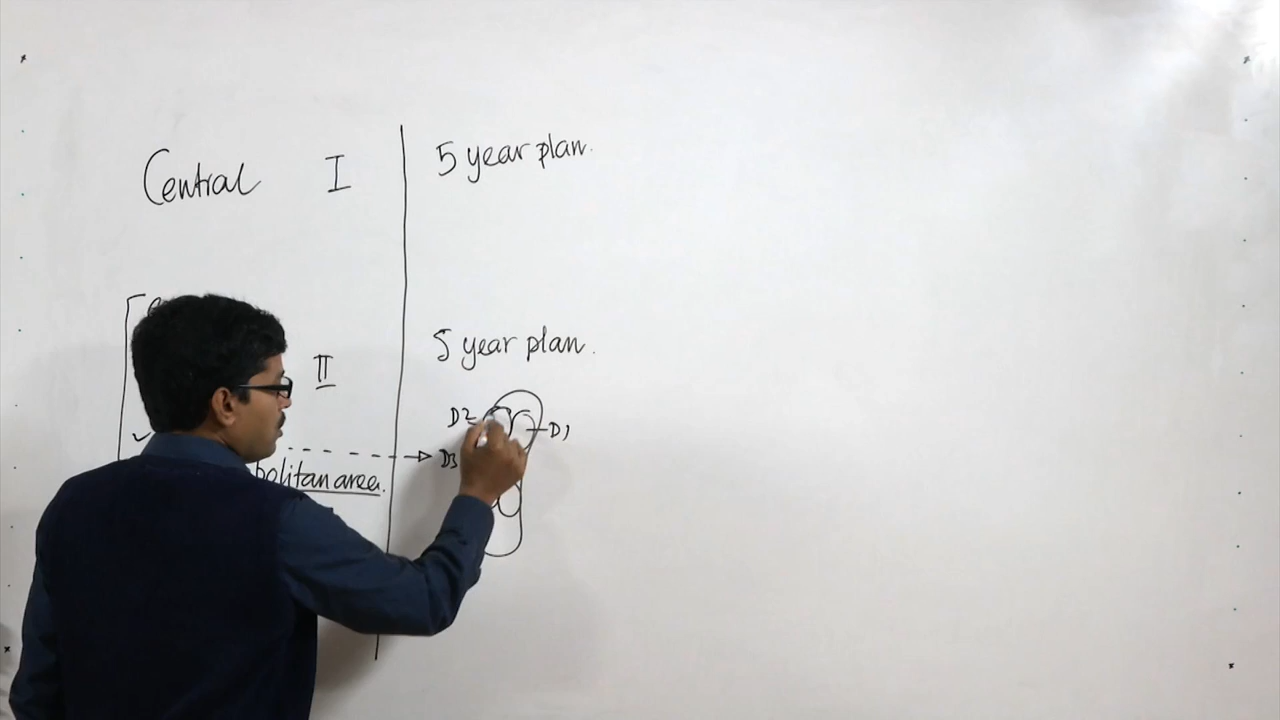 Central I
5 year plan.
II
5 year plan.
D2
D1
D3
politan area.